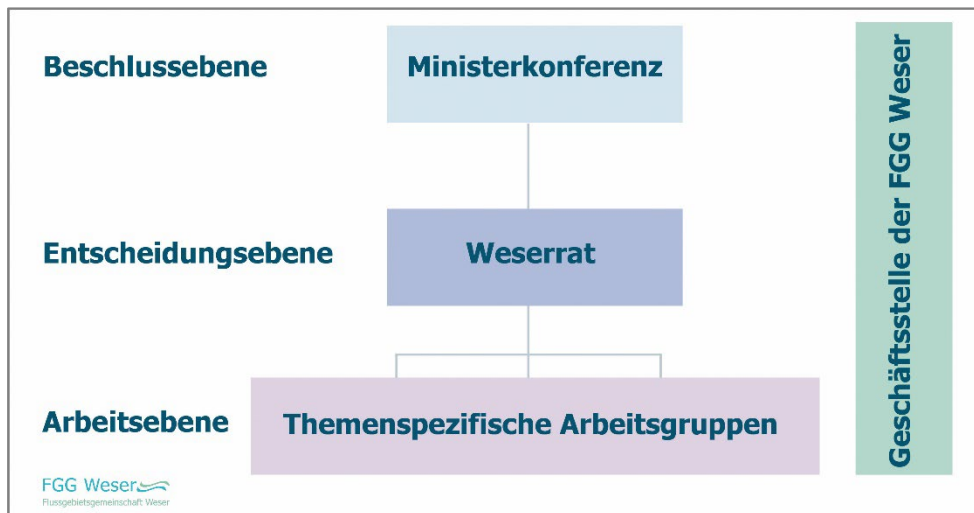 Beschlussebene
Ministerkonferenz
Entscheidungsebene
Weserrat
Arbeitsebene
Themenspezifische Arbeitsgruppen
Geschäftsstelle der FGG Weser
FGG Weser
Flussgebietsgemeinschaft Weser